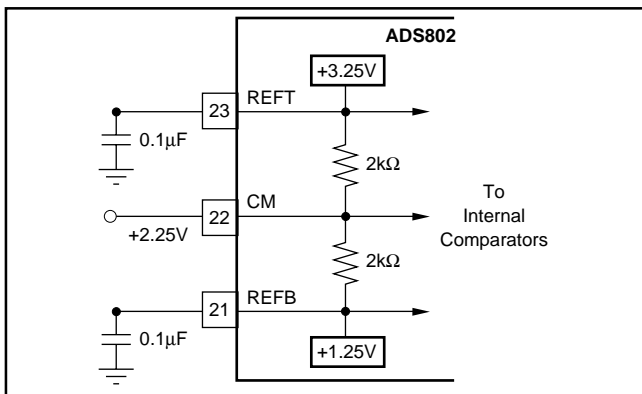 ADS802
+3.25V
REFT
23
0.1µF
2kΩ
To
Internal
Comparators
CM
22
+2.25V
2kΩ
REFB
21
0.1µF
+1.25V